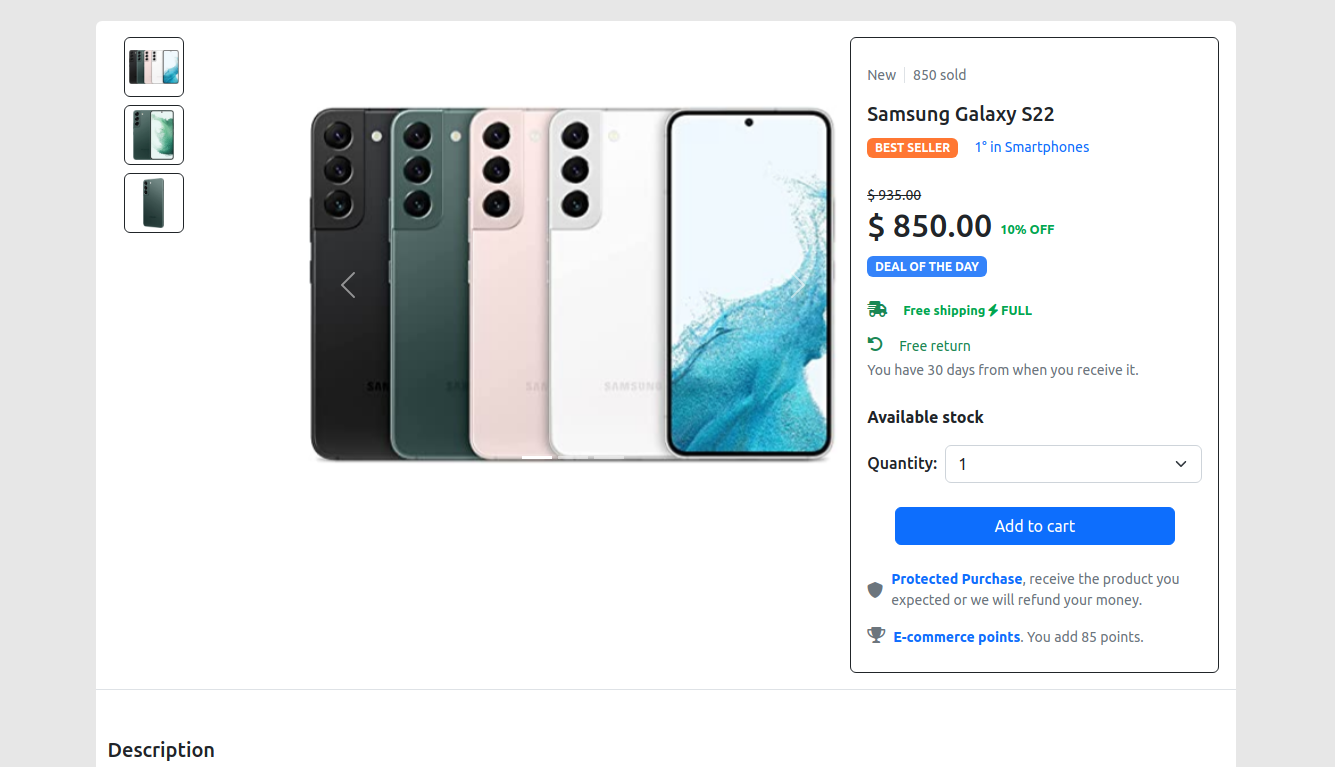 New
850 sold
Samsung Galaxy S22
BEST SELLER
1° in Smartphones
$ 935.00
$ 850.00 10% OFF
DEAL OF THE DAY
Free shipping FULL
Free return
You have 30 days from when you receive it.
Available stock
Quantity: 1
Add to cart
Protected Purchase, receive the product you
expected or we will refund your money.
E-commerce points. You add 85 points.
SAM
SAM
SAM
SAMSUNG
Description